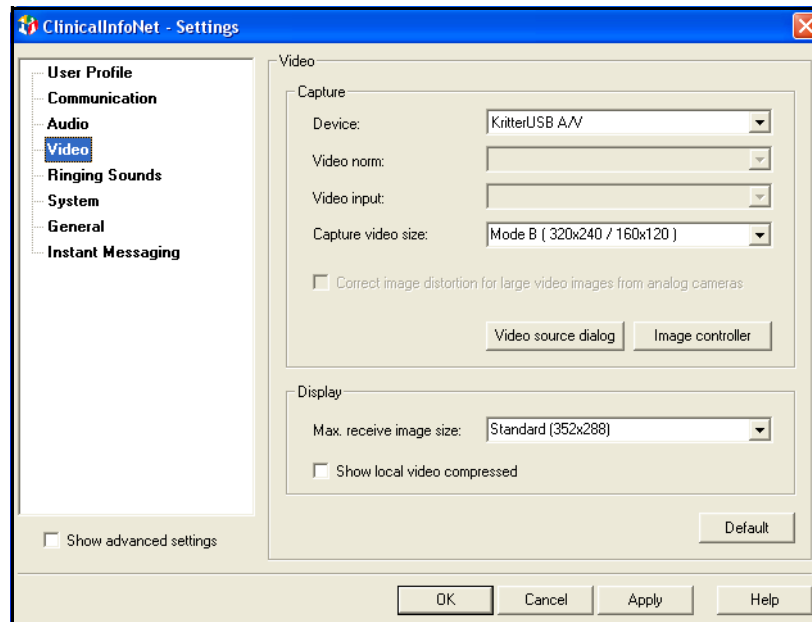 ClinicalInfoNet - Settings
User Profile
Communication
Audio
Video
Ringing Sounds
System
General
Instant Messaging
Show advanced settings
Video
Capture
Device: KritterUSB A/V
Video norm:
Video input:
Capture video size: Mode B ( 320x240 / 160x120 )
Correct image distortion for large video images from analog cameras
Video source dialog Image controller
Display
Max. receive image size: Standard (352x288)
Show local video compressed
Default
OK Cancel Apply Help